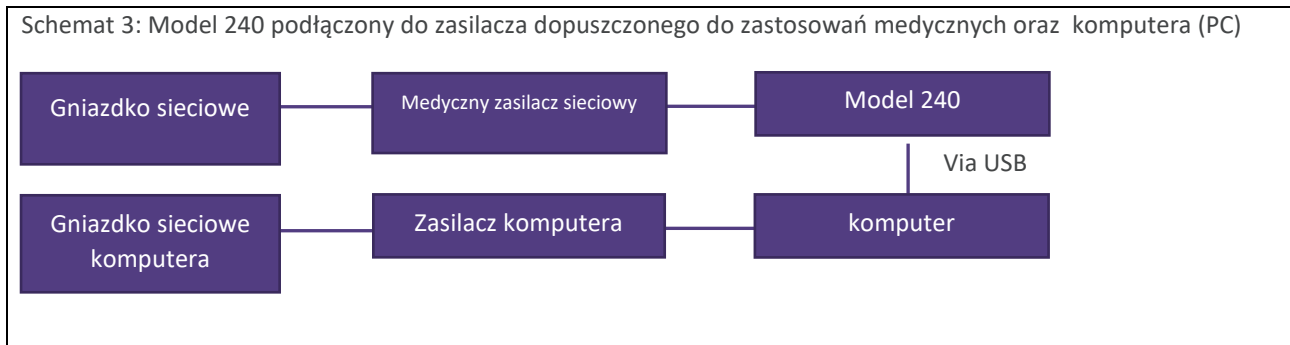 Schemat 3: Model 240 podłączony do zasilacza dopuszczonego do zastosowań medycznych oraz  komputera (PC)
Gniazdko sieciowe
Medyczny zasilacz sieciowy
Model 240
Via USB
Gniazdko sieciowe
komputera
Zasilacz komputera
komputer